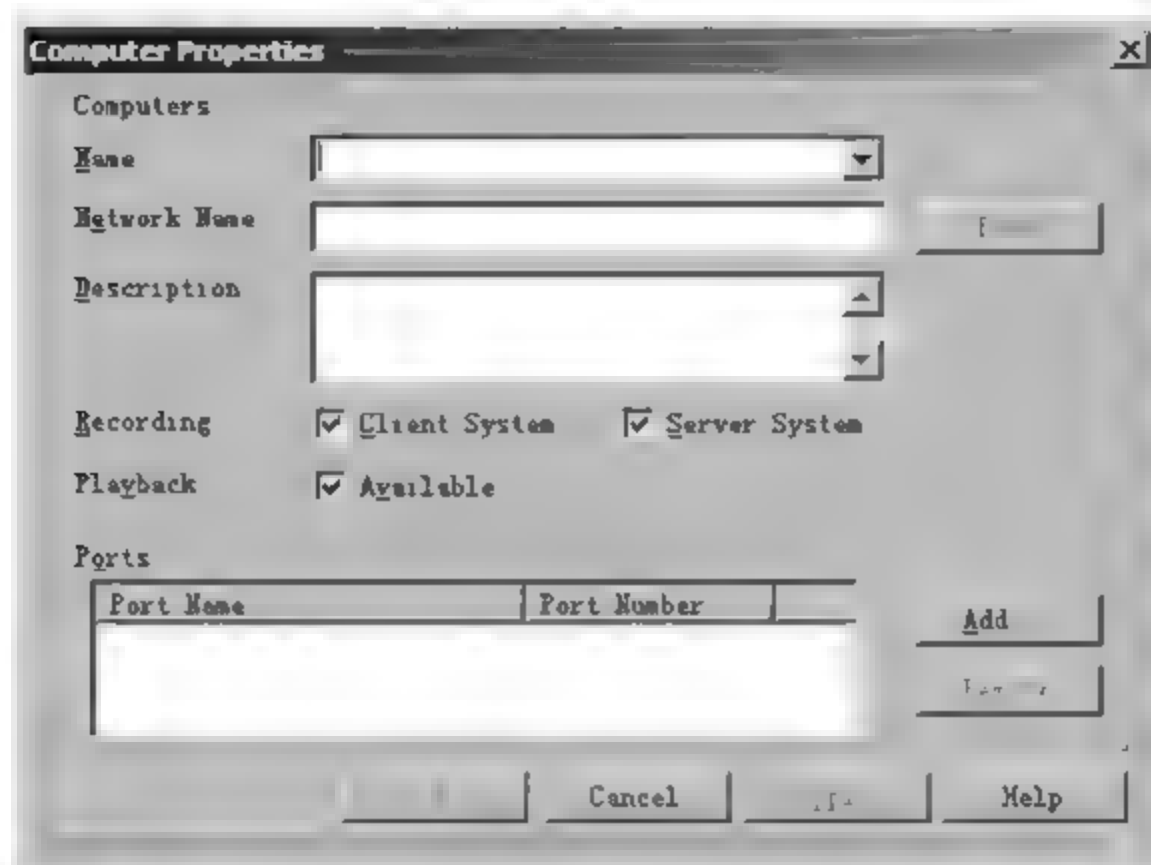 Computer Properties
Computers
Name
Network Name
Description
Recording Client System Server System
Playback Available
Ports
Port Name Port Number
Add
Cancel Help